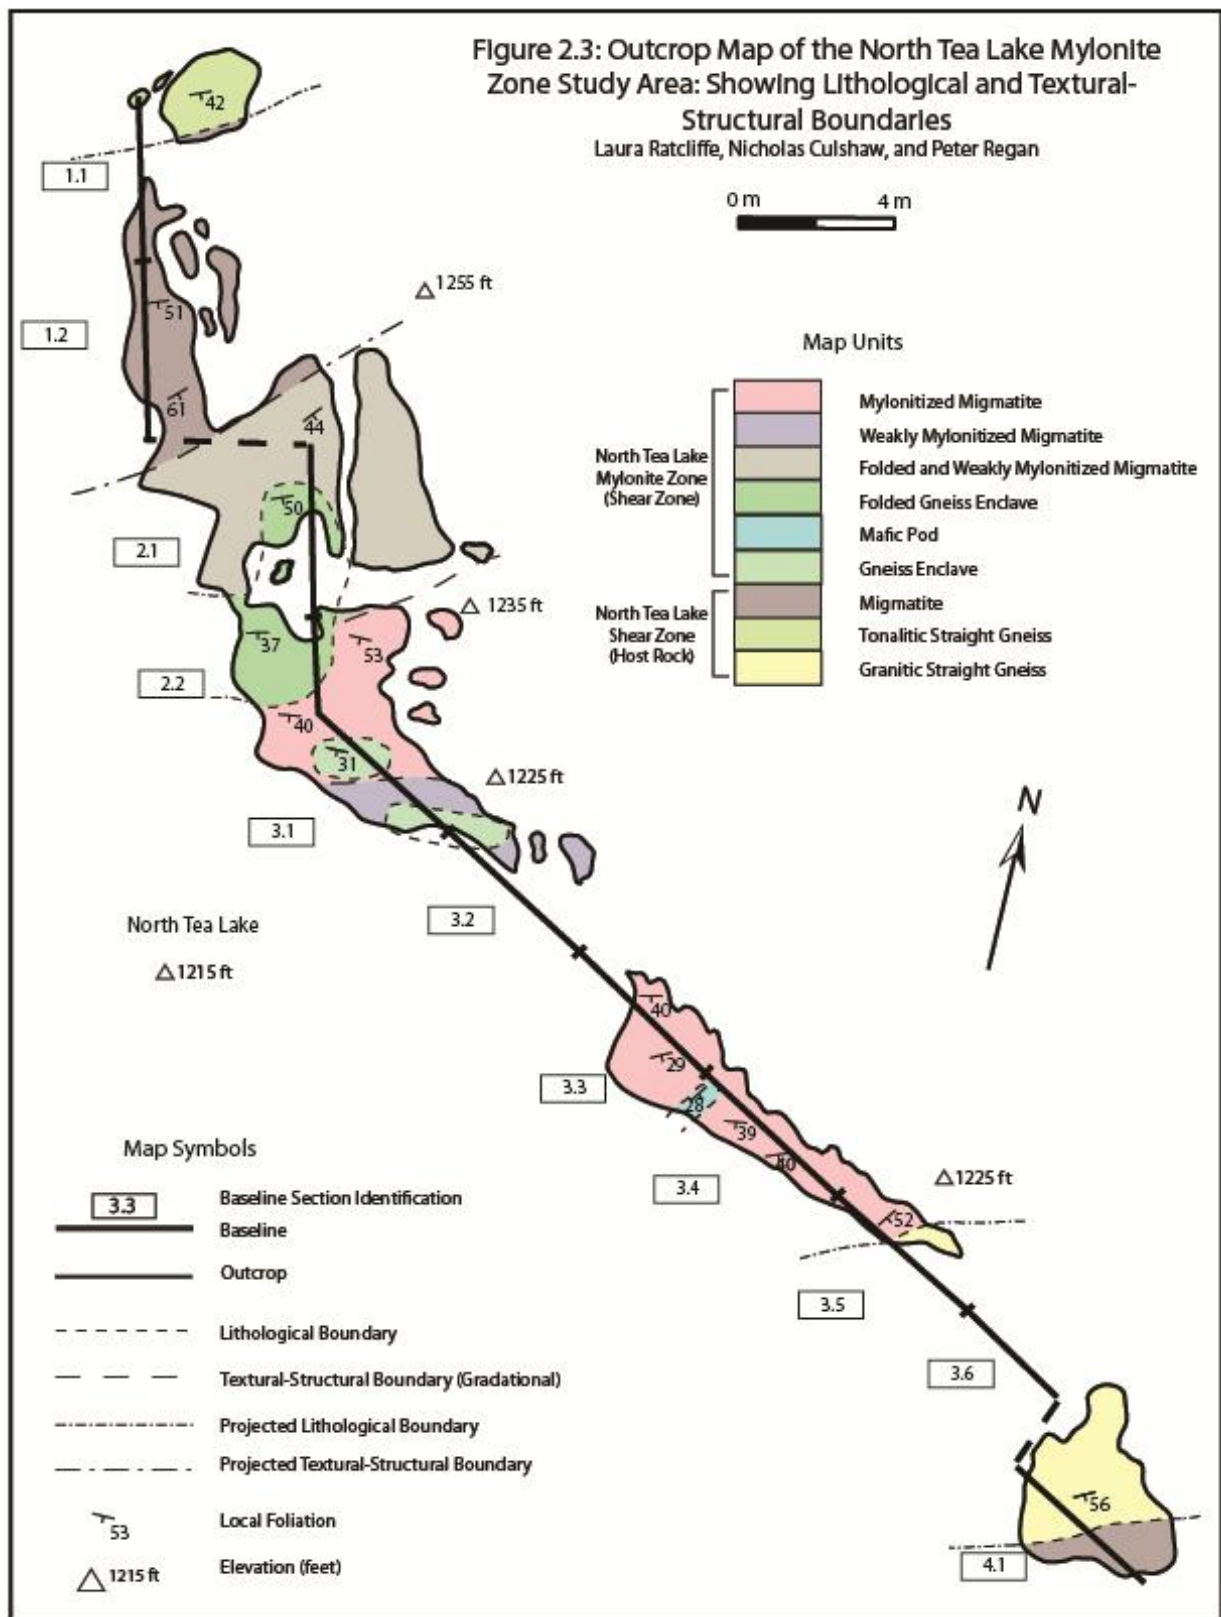 Figure 2.3: Outcrop Map of the North Tea Lake Mylonite
Zone Study Area: Showing Lithological and Textural-
Structural Boundaries
Laura Ratcliffe, Nicholas Culshaw, and Peter Regan
0 m 4 m
42
1.1
1255 ft
51
1.2
61
44
Map Units
Mylonitized Migmatite
Weakly Mylonitized Migmatite
North Tea Lake
Mylonite Zone
(Shear Zone)
Folded and Weakly Mylonitized Migmatite
Folded Gneiss Enclave
Mafic Pod
Gneiss Enclave
North Tea Lake
Shear Zone
(Host Rock)
Migmatite
Tonalitic Straight Gneiss
Granitic Straight Gneiss
50
2.1
1235 ft
37
53
2.2
40
31
1225 ft
3.1
N
3.2
North Tea Lake
1215 ft
40
29
3.3
28
39
40
3.4
1225 ft
52
3.5
3.6
56
4.1
Map Symbols
3.3 Baseline Section Identification
Baseline
Outcrop
Lithological Boundary
Textural-Structural Boundary (Gradational)
Projected Lithological Boundary
Projected Textural-Structural Boundary
53 Local Foliation
1215 ft Elevation (feet)